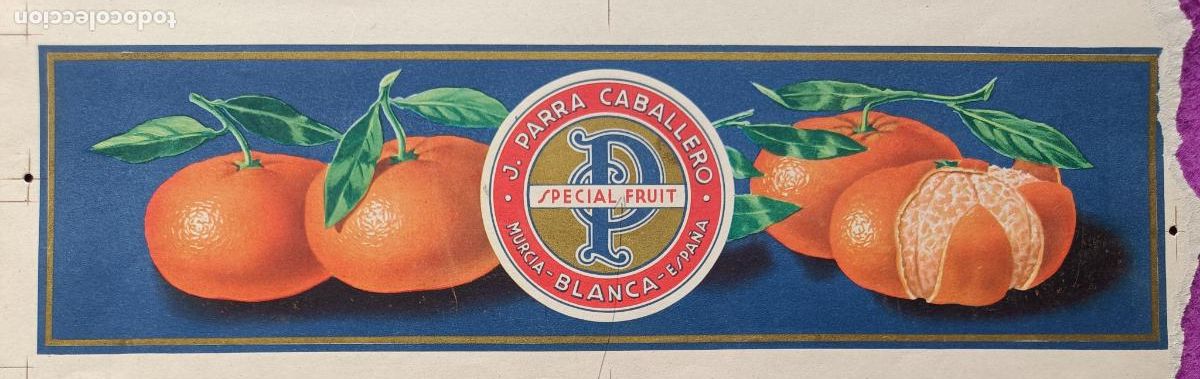 todocoleccion
· J. PARRA CABALLERO ·
P
SPECIAL FRUIT
MURCIA - BLANCA - ESPAÑA